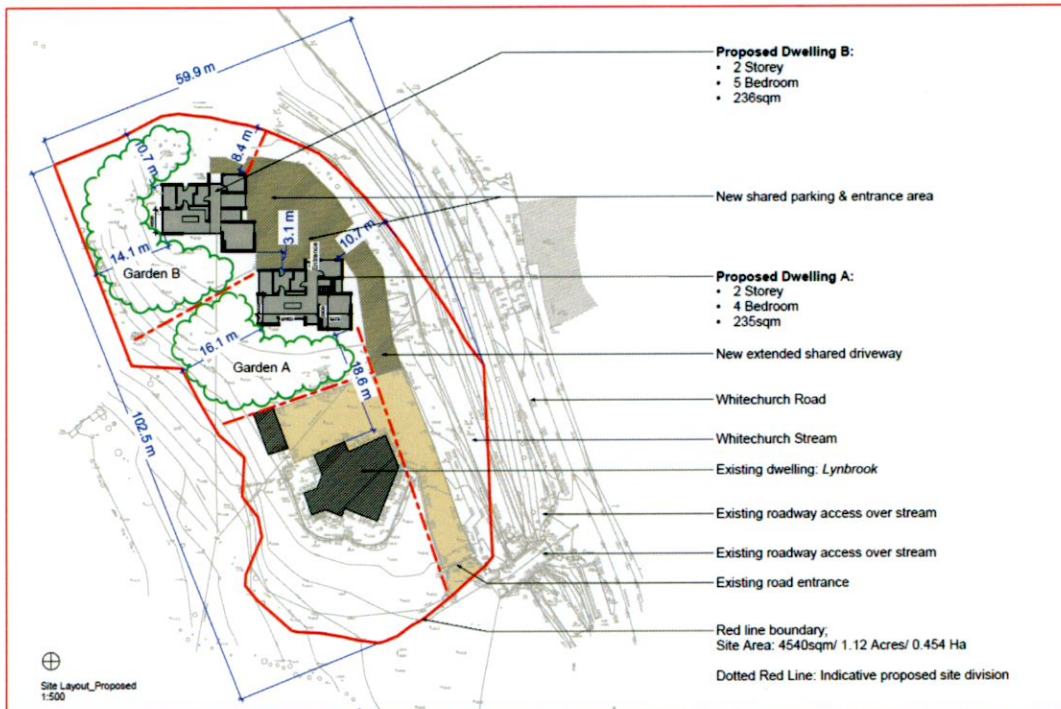 59.9 m
Proposed Dwelling B:
• 2 Storey
• 5 Bedroom
• 236sqm
10.7 m
8.4 m
New shared parking & entrance area
3.1 m
10.7 m
14.1 m
Garden B
Proposed Dwelling A:
• 2 Storey
• 4 Bedroom
• 235sqm
16.1 m
Garden A
18.6 m
New extended shared driveway
Whitechurch Road
102.5 m
Whitechurch Stream
Existing dwelling: Lynbrook
Existing roadway access over stream
Existing roadway access over stream
Existing road entrance
Red line boundary;
Site Area: 4540sqm/ 1.12 Acres/ 0.454 Ha
Dotted Red Line: Indicative proposed site division
Site Layout_Proposed
1:500